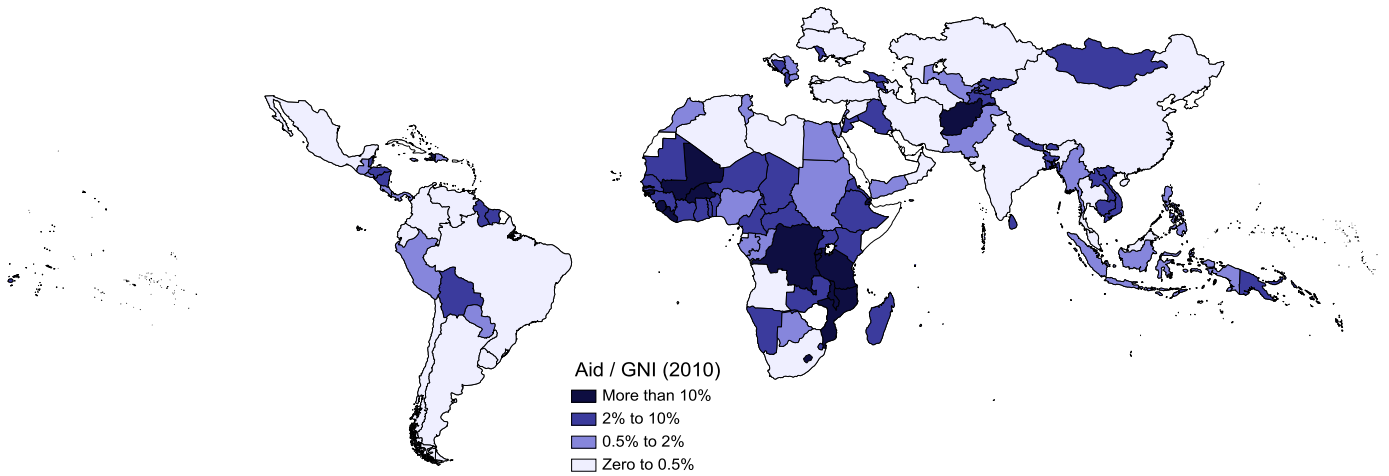 Aid / GNI (2010)
More than 10%
2% to 10%
0.5% to 2%
Zero to 0.5%